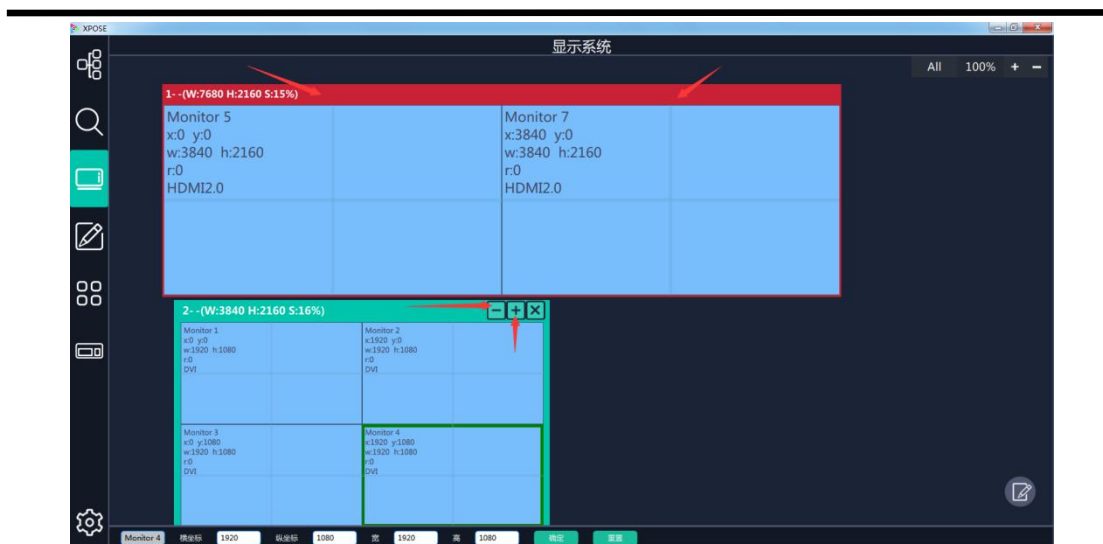 XPOSE
显示系统
All 100% + −
1- -(W:7680 H:2160 S:15%)
Monitor 5
x:0 y:0
w:3840 h:2160
r:0
HDMI2.0
Monitor 7
x:3840 y:0
w:3840 h:2160
r:0
HDMI2.0
2- -(W:3840 H:2160 S:16%)
Monitor 1
x:0 y:0
w:1920 h:1080
r:0
DVI
Monitor 2
x:1920 y:0
w:1920 h:1080
r:0
DVI
Monitor 3
x:0 y:1080
w:1920 h:1080
r:0
DVI
Monitor 4
x:1920 y:1080
w:1920 h:1080
r:0
DVI
Monitor 4 横坐标 1920 纵坐标 1080 宽 1920 高 1080 确定 重置